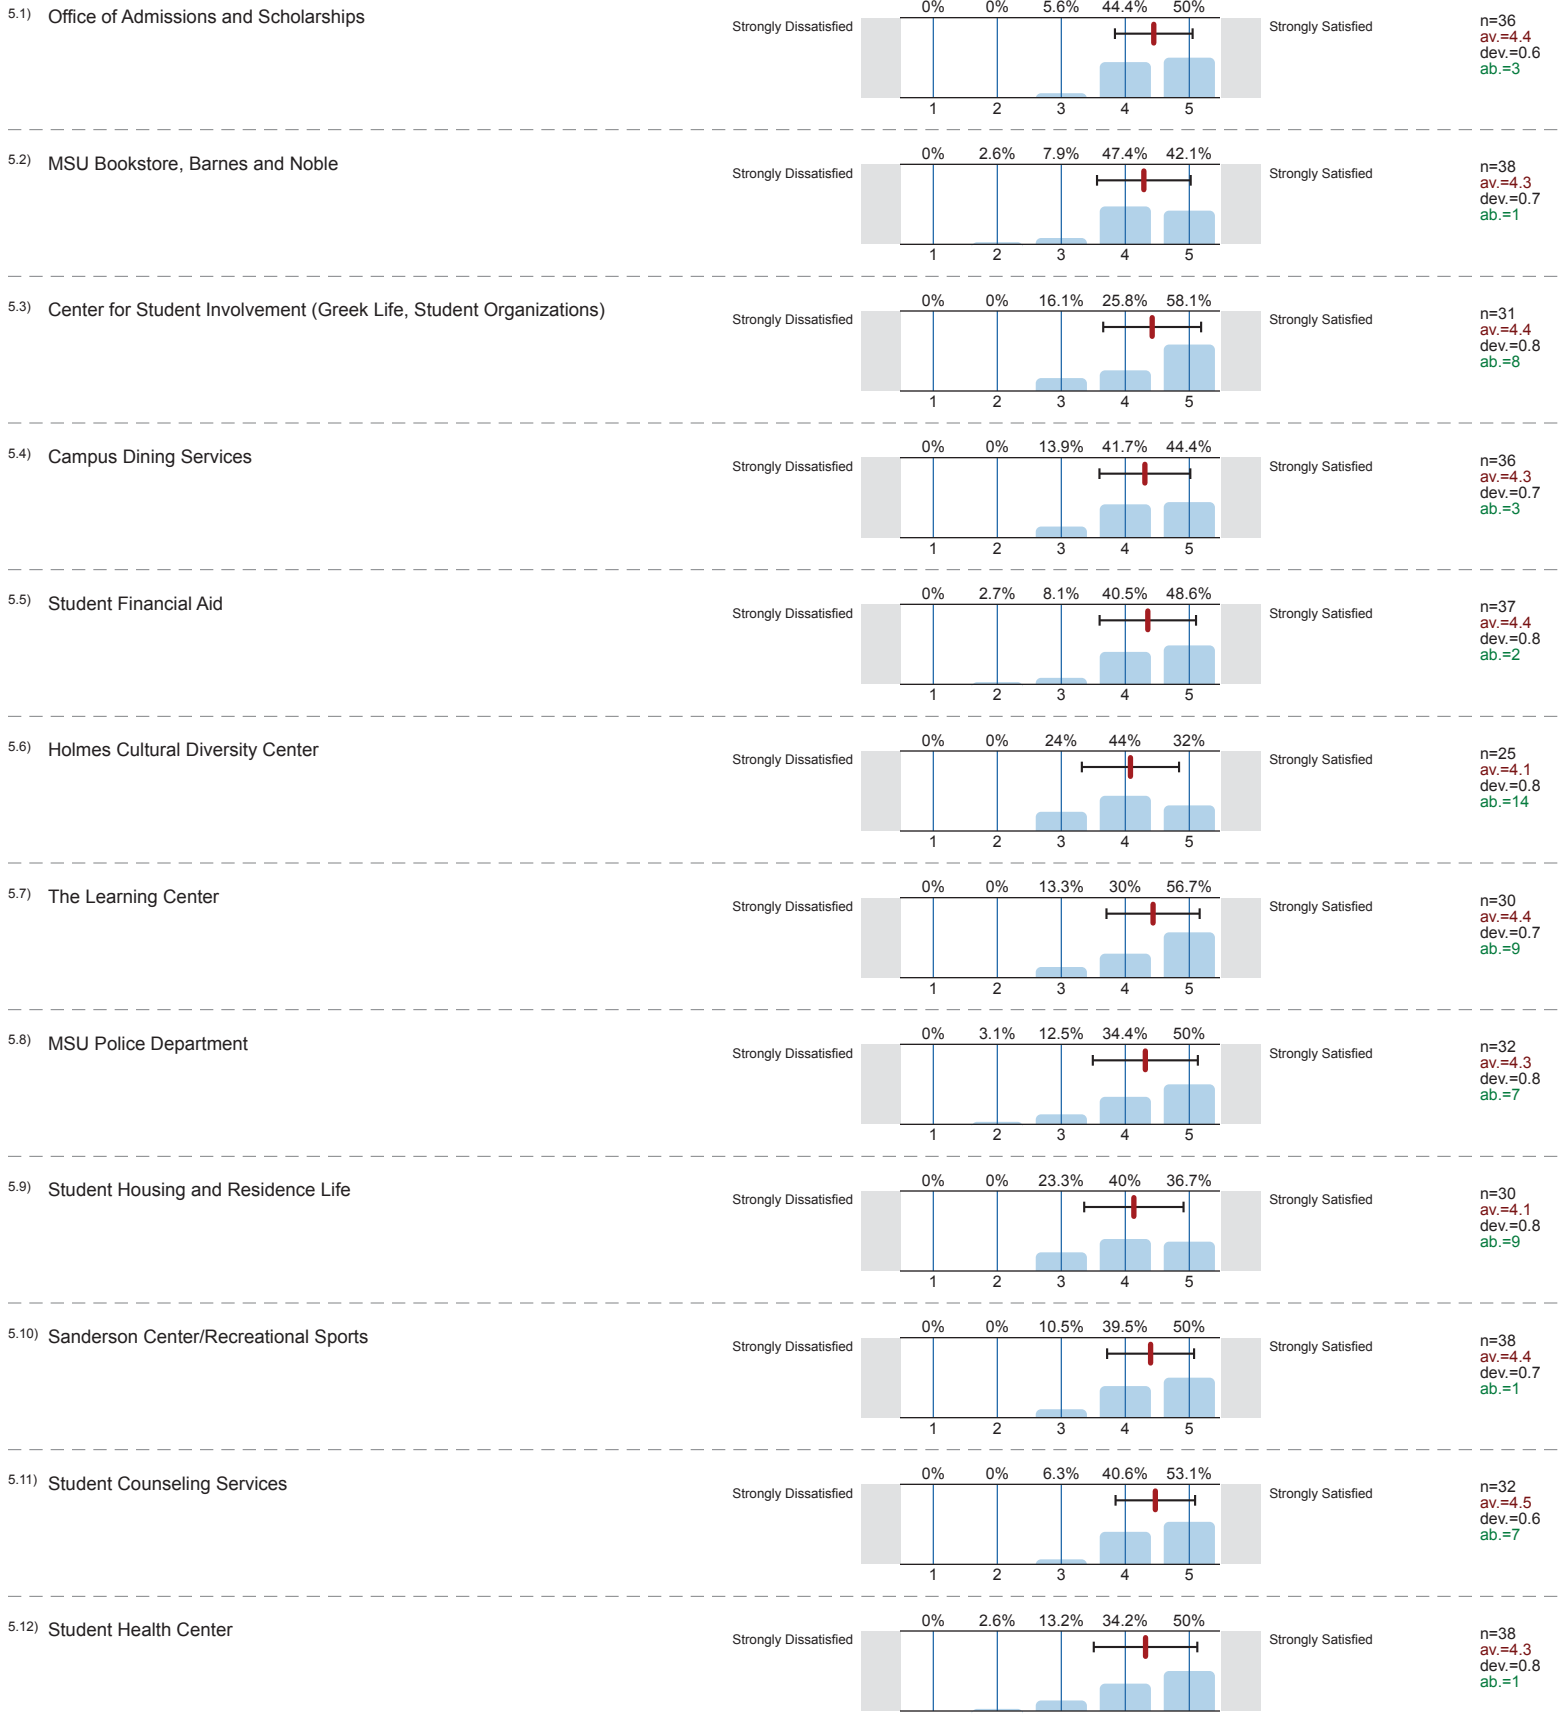 5.1) Office of Admissions and Scholarships
0% 0% 5.6% 44.4% 50%
Strongly Dissatisfied Strongly Satisfied
n=36
av.=4.4
dev.=0.6
ab.=3
1 2 3 4 5
5.2) MSU Bookstore, Barnes and Noble
0% 2.6% 7.9% 47.4% 42.1%
Strongly Dissatisfied Strongly Satisfied
n=38
av.=4.3
dev.=0.7
ab.=1
1 2 3 4 5
5.3) Center for Student Involvement (Greek Life, Student Organizations)
0% 0% 16.1% 25.8% 58.1%
Strongly Dissatisfied Strongly Satisfied
n=31
av.=4.4
dev.=0.8
ab.=8
1 2 3 4 5
5.4) Campus Dining Services
0% 0% 13.9% 41.7% 44.4%
Strongly Dissatisfied Strongly Satisfied
n=36
av.=4.3
dev.=0.7
ab.=3
1 2 3 4 5
5.5) Student Financial Aid
0% 2.7% 8.1% 40.5% 48.6%
Strongly Dissatisfied Strongly Satisfied
n=37
av.=4.4
dev.=0.8
ab.=2
1 2 3 4 5
5.6) Holmes Cultural Diversity Center
0% 0% 24% 44% 32%
Strongly Dissatisfied Strongly Satisfied
n=25
av.=4.1
dev.=0.8
ab.=14
1 2 3 4 5
5.7) The Learning Center
0% 0% 13.3% 30% 56.7%
Strongly Dissatisfied Strongly Satisfied
n=30
av.=4.4
dev.=0.7
ab.=9
1 2 3 4 5
5.8) MSU Police Department
0% 3.1% 12.5% 34.4% 50%
Strongly Dissatisfied Strongly Satisfied
n=32
av.=4.3
dev.=0.8
ab.=7
1 2 3 4 5
5.9) Student Housing and Residence Life
0% 0% 23.3% 40% 36.7%
Strongly Dissatisfied Strongly Satisfied
n=30
av.=4.1
dev.=0.8
ab.=9
1 2 3 4 5
5.10) Sanderson Center/Recreational Sports
0% 0% 10.5% 39.5% 50%
Strongly Dissatisfied Strongly Satisfied
n=38
av.=4.4
dev.=0.7
ab.=1
1 2 3 4 5
5.11) Student Counseling Services
0% 0% 6.3% 40.6% 53.1%
Strongly Dissatisfied Strongly Satisfied
n=32
av.=4.5
dev.=0.6
ab.=7
1 2 3 4 5
5.12) Student Health Center
0% 2.6% 13.2% 34.2% 50%
Strongly Dissatisfied Strongly Satisfied
n=38
av.=4.3
dev.=0.8
ab.=1